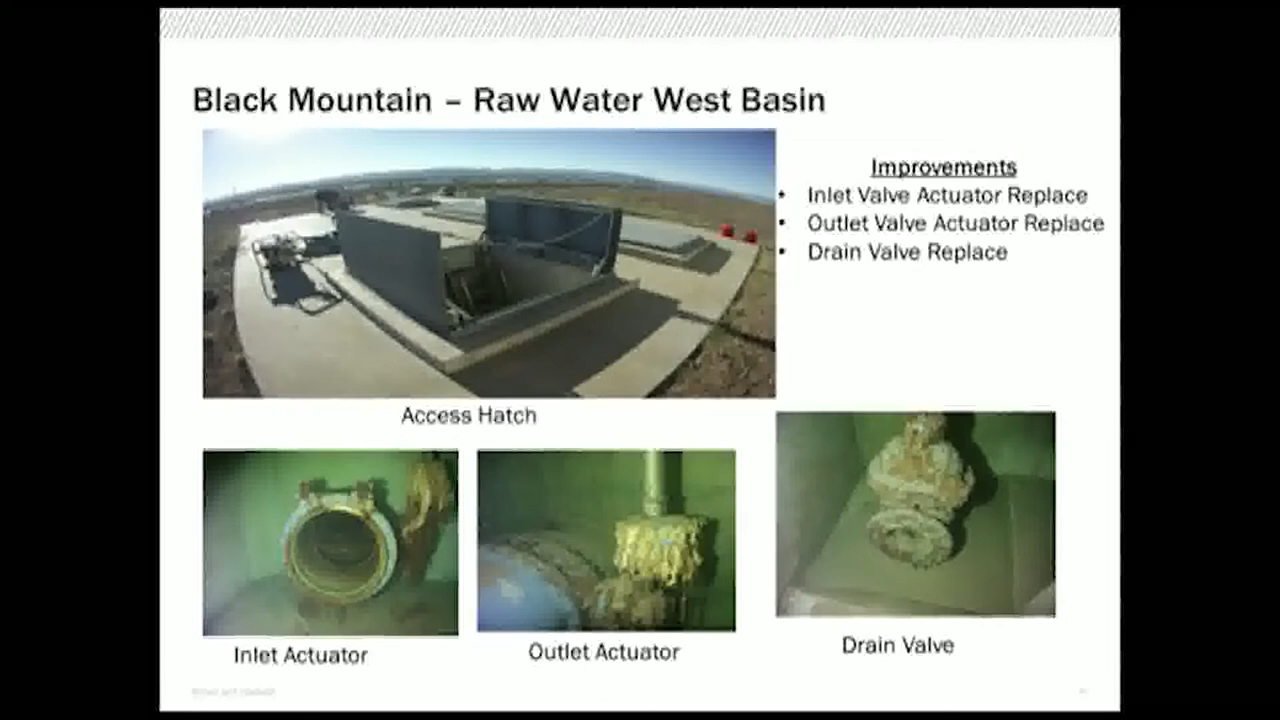 Black Mountain – Raw Water West Basin
Improvements
• Inlet Valve Actuator Replace
• Outlet Valve Actuator Replace
• Drain Valve Replace
Access Hatch
Inlet Actuator
Outlet Actuator
Drain Valve